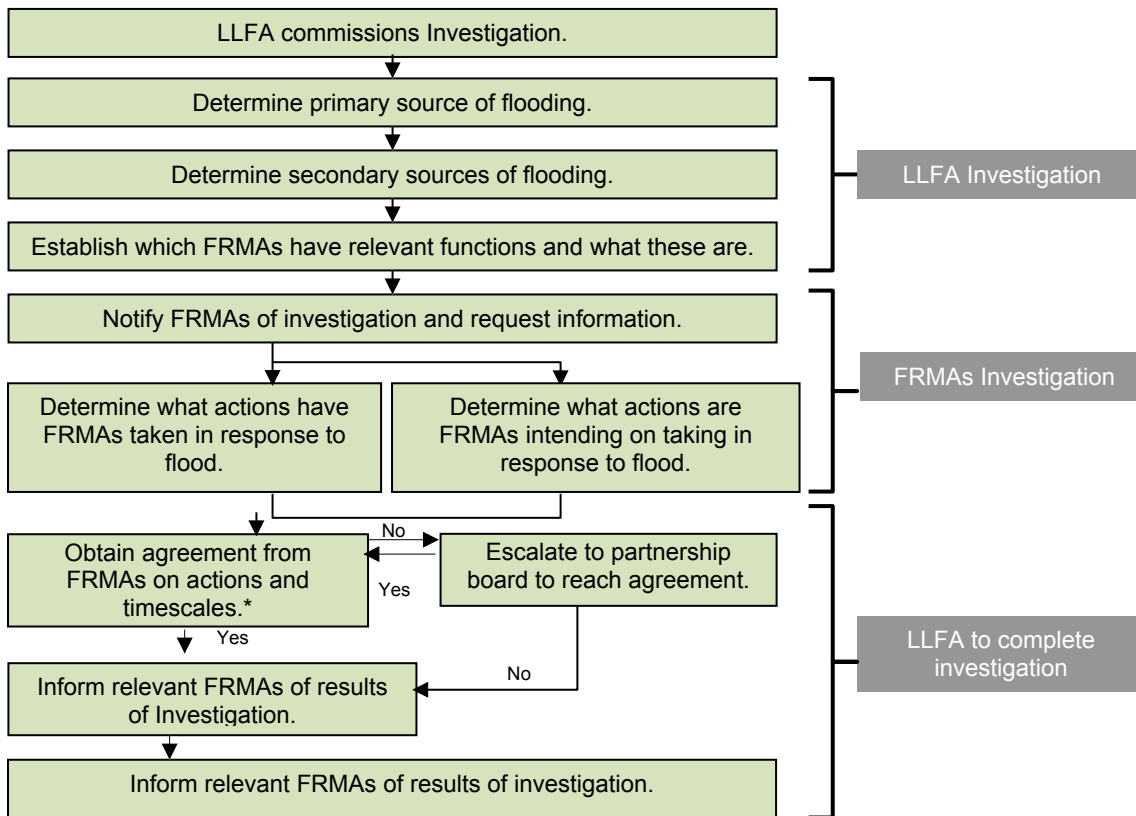 LLFA commissions Investigation.
Determine primary source of flooding.
Determine secondary sources of flooding.
LLFA Investigation
Establish which FRMAs have relevant functions and what these are.
Notify FRMAs of investigation and request information.
FRMAs Investigation
Determine what actions have
FRMAs taken in response to
flood.
Determine what actions are
FRMAs intending on taking in
response to flood.
Obtain agreement from
FRMAs on actions and
timescales.*
No
Yes
Escalate to partnership
board to reach agreement.
Yes
No
LLFA to complete
investigation
Inform relevant FRMAs of results
of Investigation.
Inform relevant FRMAs of results of investigation.